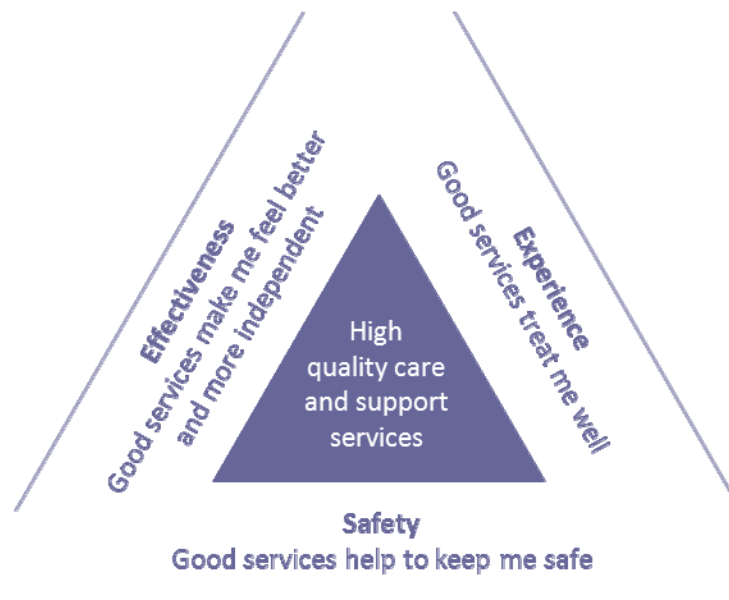 Effectiveness
Good services make me feel better
and more independent
Experience
Good services treat me well
High
quality care
and support
services
Safety
Good services help to keep me safe